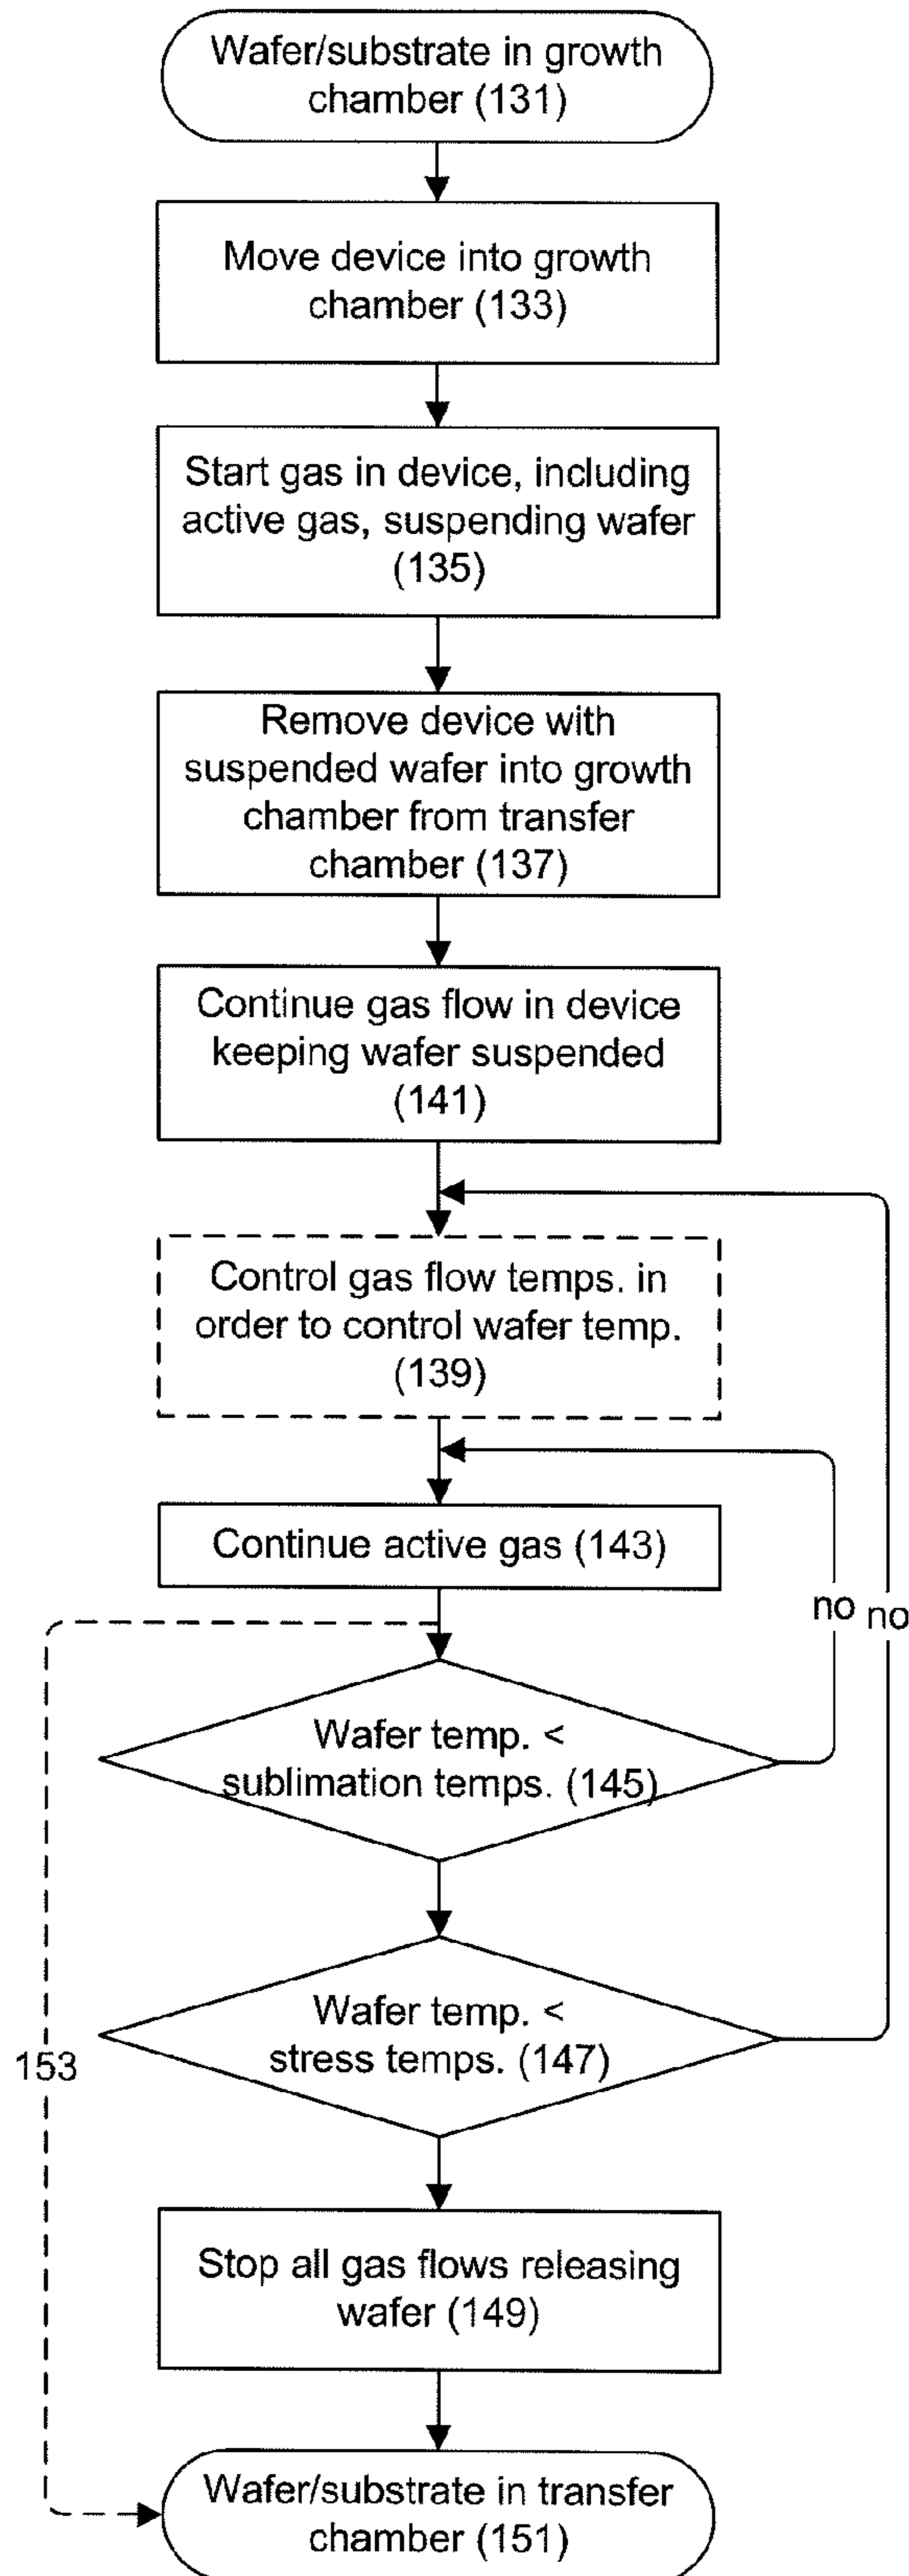 Wafer/substrate in growth
chamber (131)
Move device into growth
chamber (133)
Start gas in device, including
active gas, suspending wafer
(135)
Remove device with
suspended wafer into growth
chamber from transfer
chamber (137)
Continue gas flow in device
keeping wafer suspended
(141)
Control gas flow temps. in
order to control wafer temp.
(139)
Continue active gas (143)
no no
Wafer temp. <
sublimation temps. (145)
Wafer temp. <
stress temps. (147)
153
Stop all gas flows releasing
wafer (149)
Wafer/substrate in transfer
chamber (151)